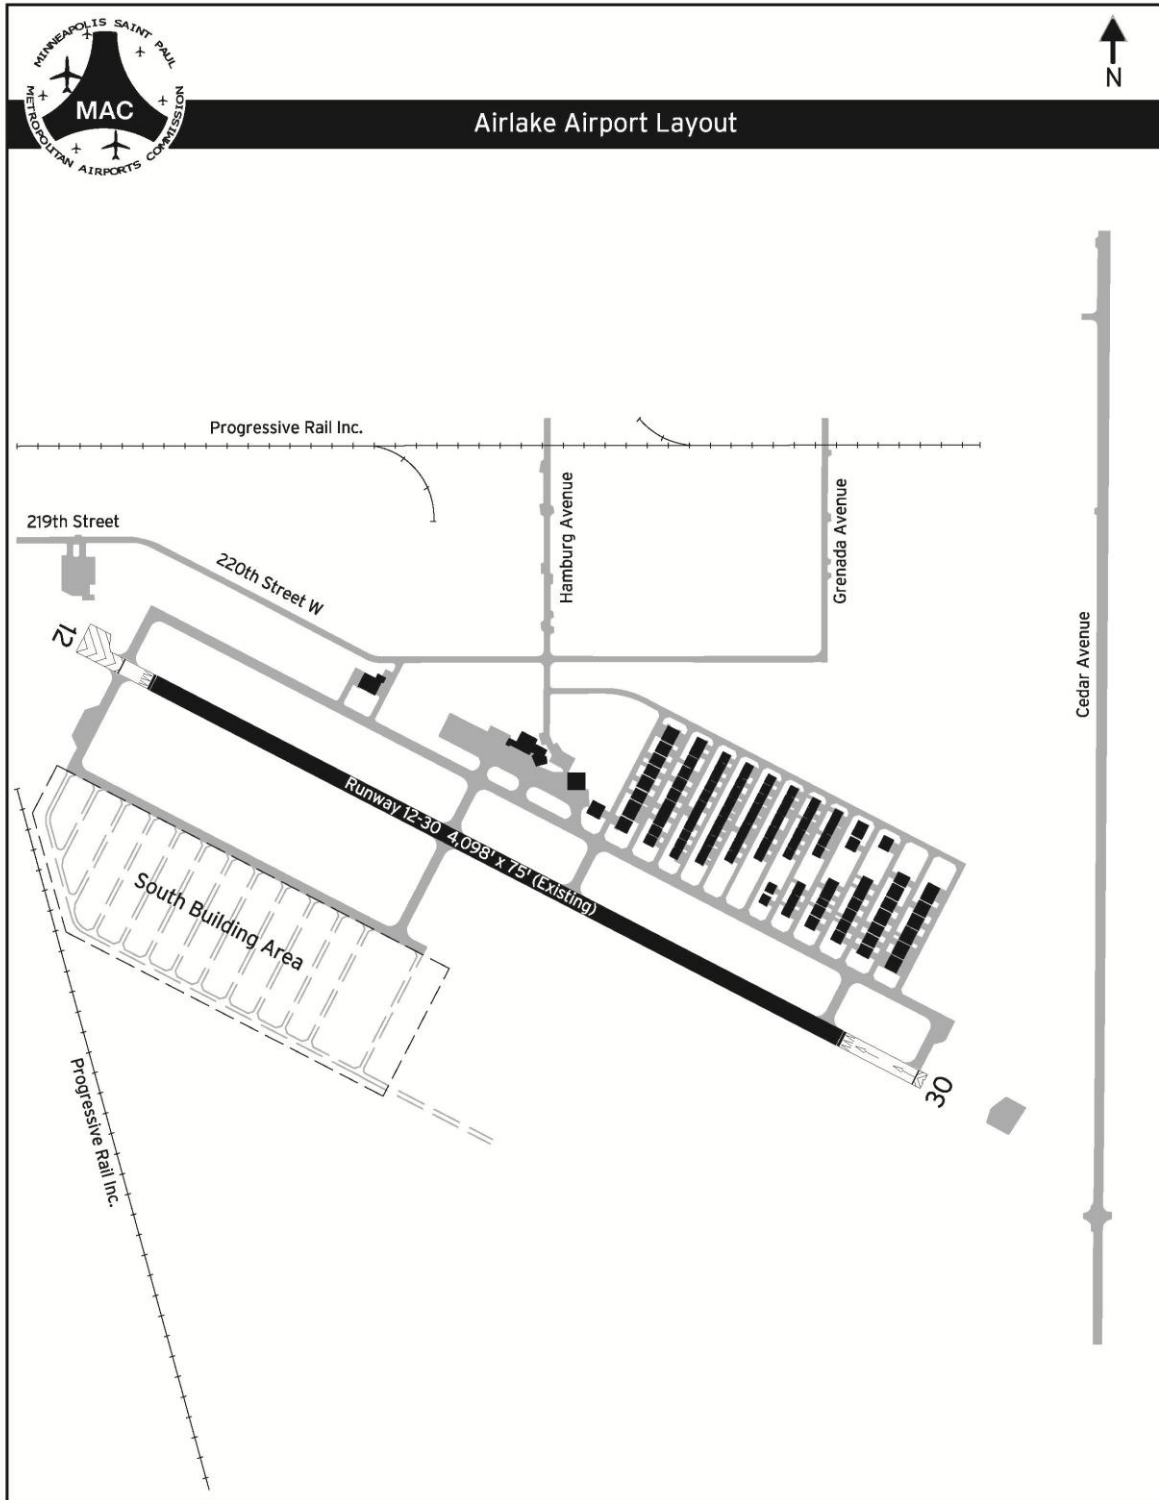 MINNEAPOLIS SAINT PAUL
MAC
METROPOLITAN AIRPORTS COMMISSION
N
Airlake Airport Layout
Progressive Rail Inc.
219th Street
220th Street W
Hamburg Avenue
Grenada Avenue
Cedar Avenue
12
Runway 12-30 4,098' x 75' (Existing)
South Building Area
30
Progressive Rail Inc.